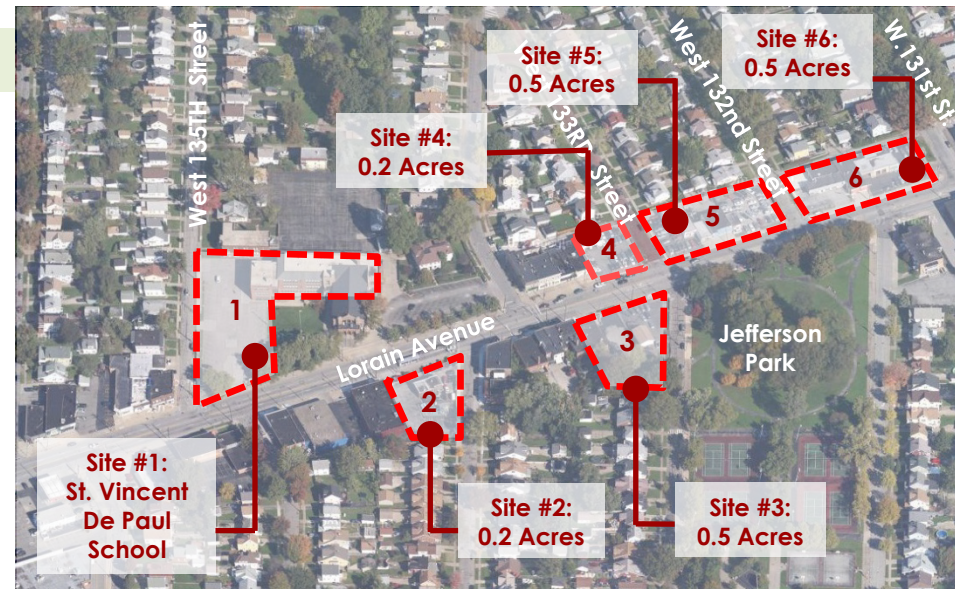 Site #5:
0.5 Acres
Site #6:
0.5 Acres
Site #4:
0.2 Acres
West 135TH Street
33RD Street
West 132nd Street
W. 131st St.
1
2
3
4
5
6
Lorain Avenue
Jefferson
Park
Site #1:
St. Vincent
De Paul
School
Site #2:
0.2 Acres
Site #3:
0.5 Acres